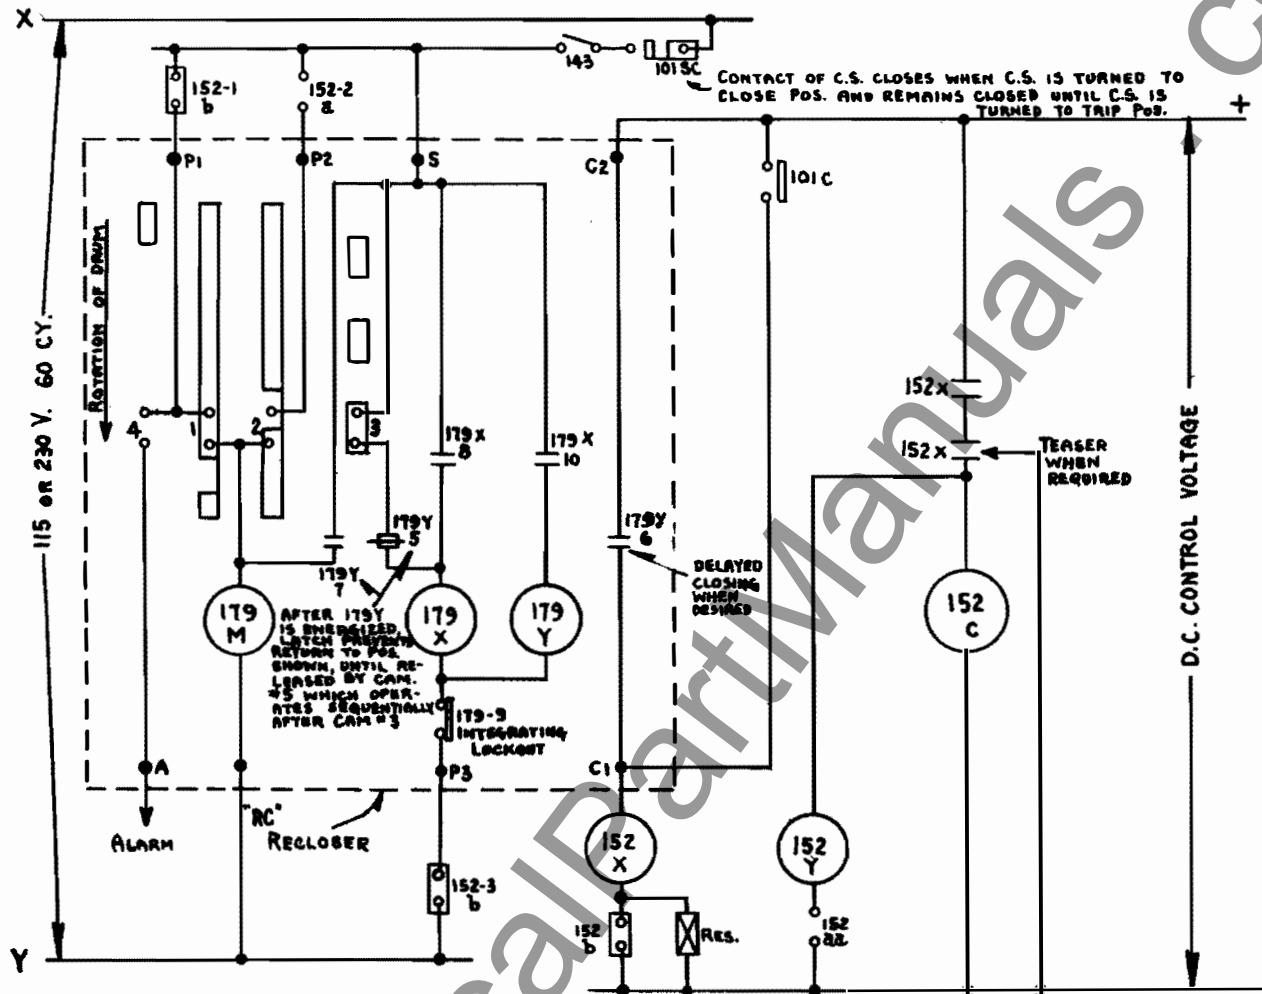 X
143
101SC
CONTACT OF C.S. CLOSES WHEN C.S. IS TURNED TO
CLOSE POS. AND REMAINS CLOSED UNTIL C.S. IS
TURNED TO TRIP POS.
+
152-1
b
152-2
a
P1
P2
S
C2
101C
ROTATION OF DRUM
115 OR 230 V. 60 CY.
D.C. CONTROL VOLTAGE
4
1
2
3
179X
8
179X
10
152X
152X
TEASER
WHEN
REQUIRED
179Y
5
179Y
6
179Y
7
DELAYED
CLOSING
WHEN
DESIRED
179
M
179
X
179
Y
152
C
AFTER 179Y
IS ENERGIZED,
LATCH PREVENTS
RETURN TO POS.
SHOWN, UNTIL RE-
LEASED BY CAM.
#5 WHICH OPER-
ATES SEQUENTIALLY
AFTER CAM #3
179-9
INTEGRATING
LOCKOUT
A
P3
C1
"RC"
RECLOSER
ALARM
152
X
152
Y
152-3
b
152
b
RES.
152
aa
Y
calPartManuals . c